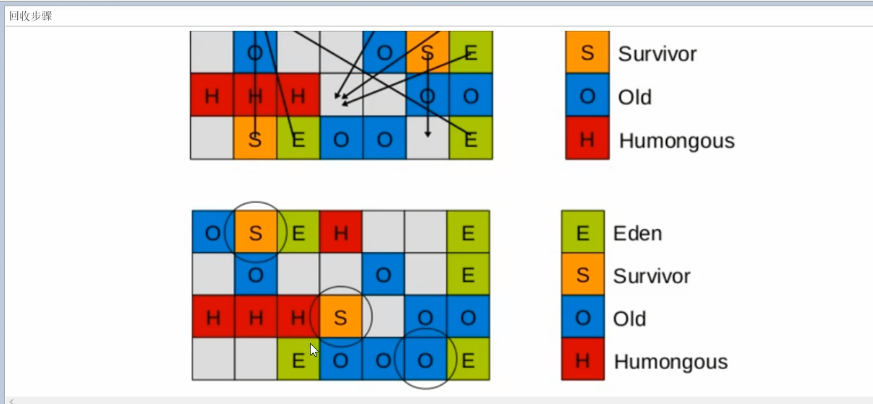 回收步骤
O O S E Survivor
H H H O O O Old
S E O O E H Humongous
O S E H E E Eden
O O E S Survivor
H H H S O O O Old
E O O O E H Humongous